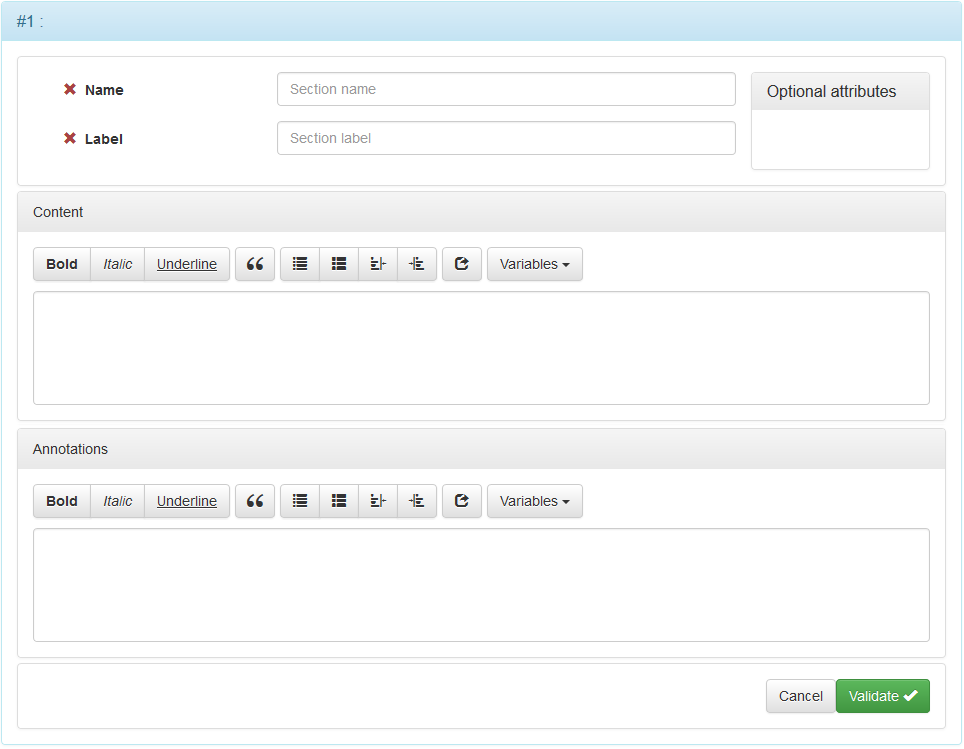 #1 :
Name
Section name
Optional attributes
Label
Section label
Content
Bold Italic Underline Variables
Annotations
Bold Italic Underline Variables
Cancel Validate